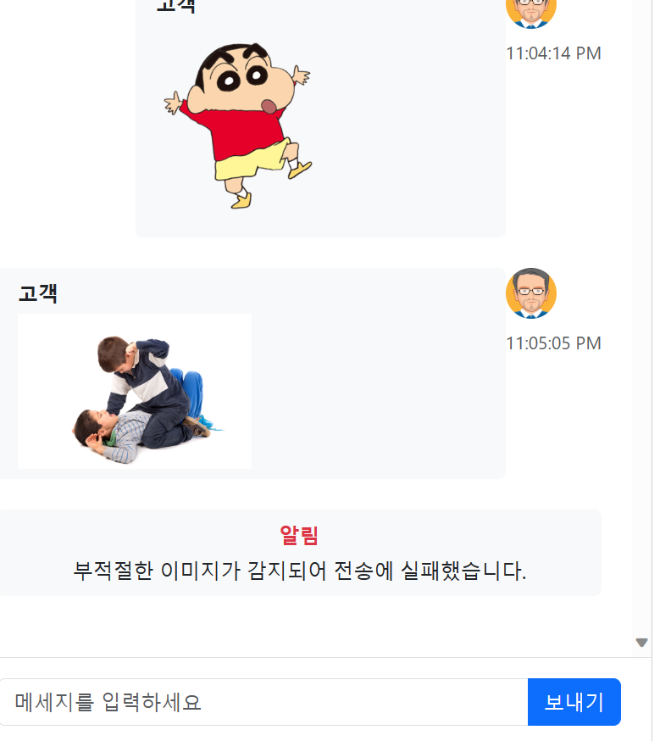 고객
11:04:14 PM
고객
11:05:05 PM
알림
부적절한 이미지가 감지되어 전송에 실패했습니다.
메세지를 입력하세요
보내기